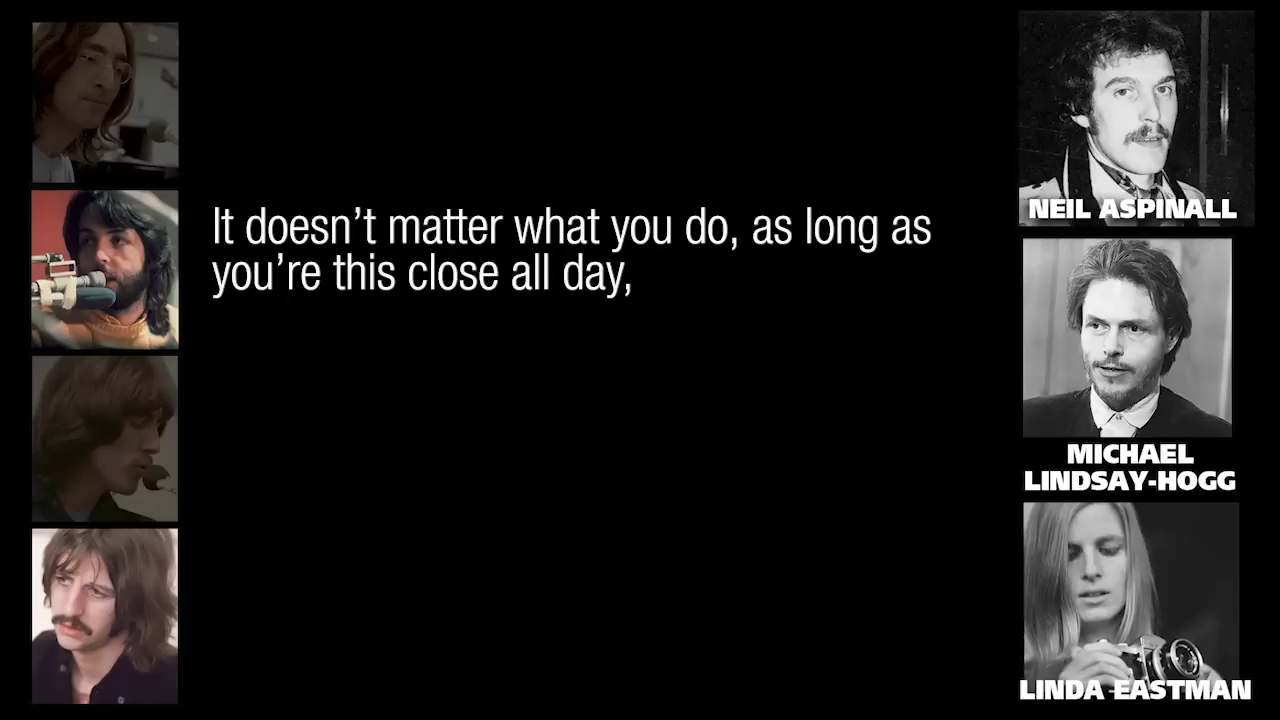 It doesn’t matter what you do, as long as
you’re this close all day,
NEIL ASPINALL
MICHAEL
LINDSAY-HOGG
LINDA EASTMAN